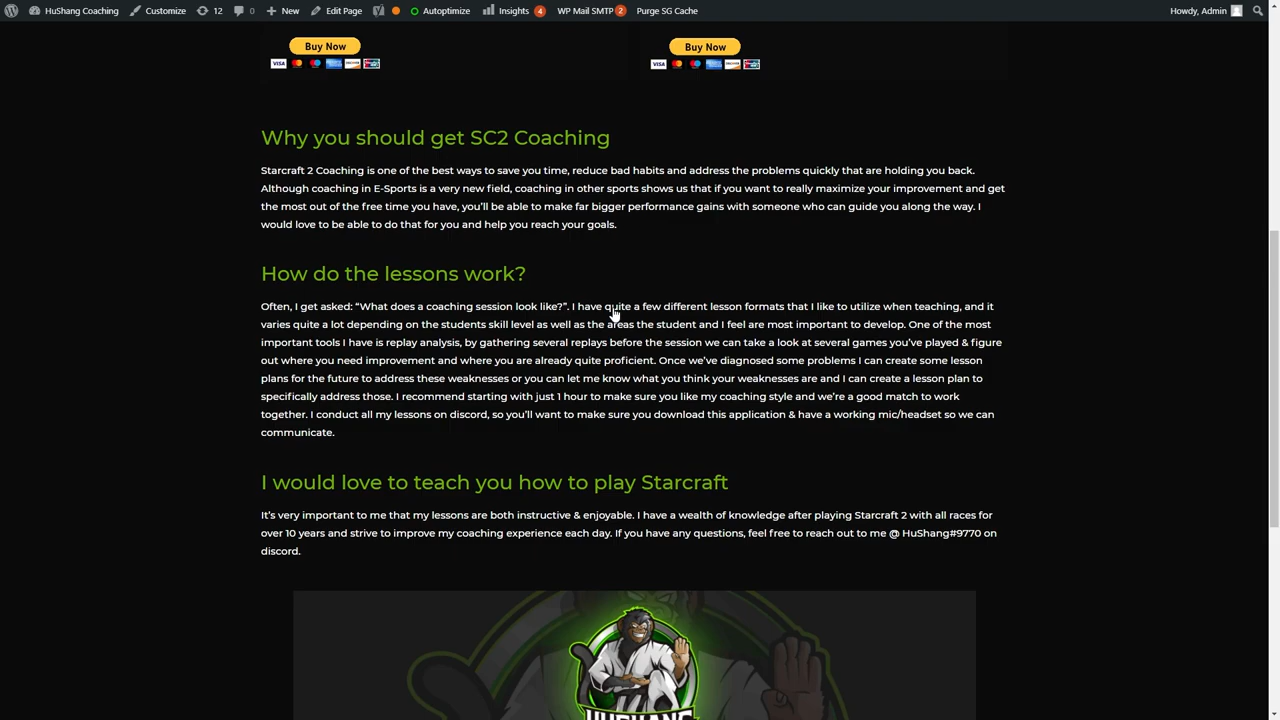 HuShang Coaching Customize 12 0 New Edit Page Autoptimize Insights 4 WP Mail SMTP 2 Purge SG Cache Howdy, Admin
Buy Now Buy Now
VISA VISA
Why you should get SC2 Coaching
Starcraft 2 Coaching is one of the best ways to save you time, reduce bad habits and address the problems quickly that are holding you back.
Although coaching in E-Sports is a very new field, coaching in other sports shows us that if you want to really maximize your improvement and get
the most out of the free time you have, you’ll be able to make far bigger performance gains with someone who can guide you along the way. I
would love to be able to do that for you and help you reach your goals.
How do the lessons work?
Often, I get asked: “What does a coaching session look like?”. I have quite a few different lesson formats that I like to utilize when teaching, and it
varies quite a lot depending on the students skill level as well as the areas the student and I feel are most important to develop. One of the most
important tools I have is replay analysis, by gathering several replays before the session we can take a look at several games you’ve played & figure
out where you need improvement and where you are already quite proficient. Once we’ve diagnosed some problems I can create some lesson
plans for the future to address these weaknesses or you can let me know what you think your weaknesses are and I can create a lesson plan to
specifically address those. I recommend starting with just 1 hour to make sure you like my coaching style and we’re a good match to work
together. I conduct all my lessons on discord, so you’ll want to make sure you download this application & have a working mic/headset so we can
communicate.
I would love to teach you how to play Starcraft
It’s very important to me that my lessons are both instructive & enjoyable. I have a wealth of knowledge after playing Starcraft 2 with all races for
over 10 years and strive to improve my coaching experience each day. If you have any questions, feel free to reach out to me @ HuShang#9770 on
discord.
HUSHANG